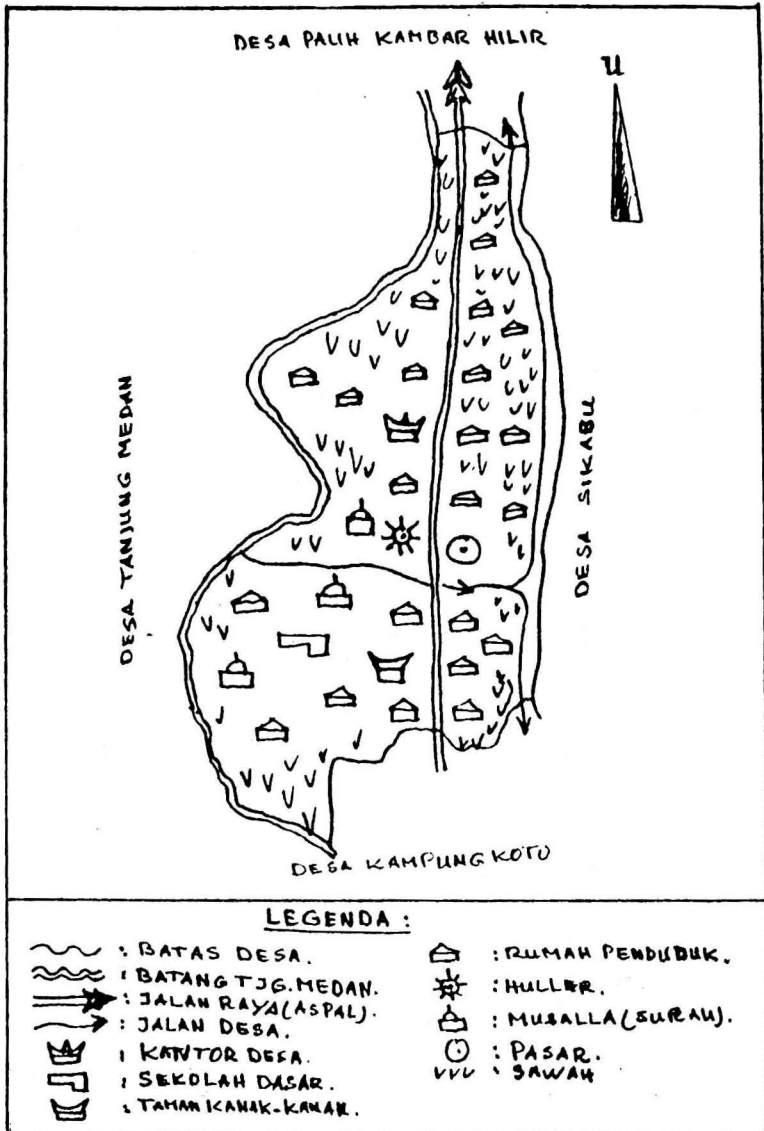 DESA PALIH KAMBAR HILIR
U
DESA TANJUNG MEDAN
DESA SIKABU
DESA KAMPUNG KOTO
LEGENDA :
: BATAS DESA.
: BATANG TJG. MEDAN.
: JALAN RAYA (ASPAL).
: JALAN DESA.
: KANTOR DESA.
: SEKOLAH DASAR.
: TAMAN KANAK-KANAK.
: RUMAH PENDUDUK.
: HULLER.
: MUSALLA (SURAU).
: PASAR.
: SAWAH